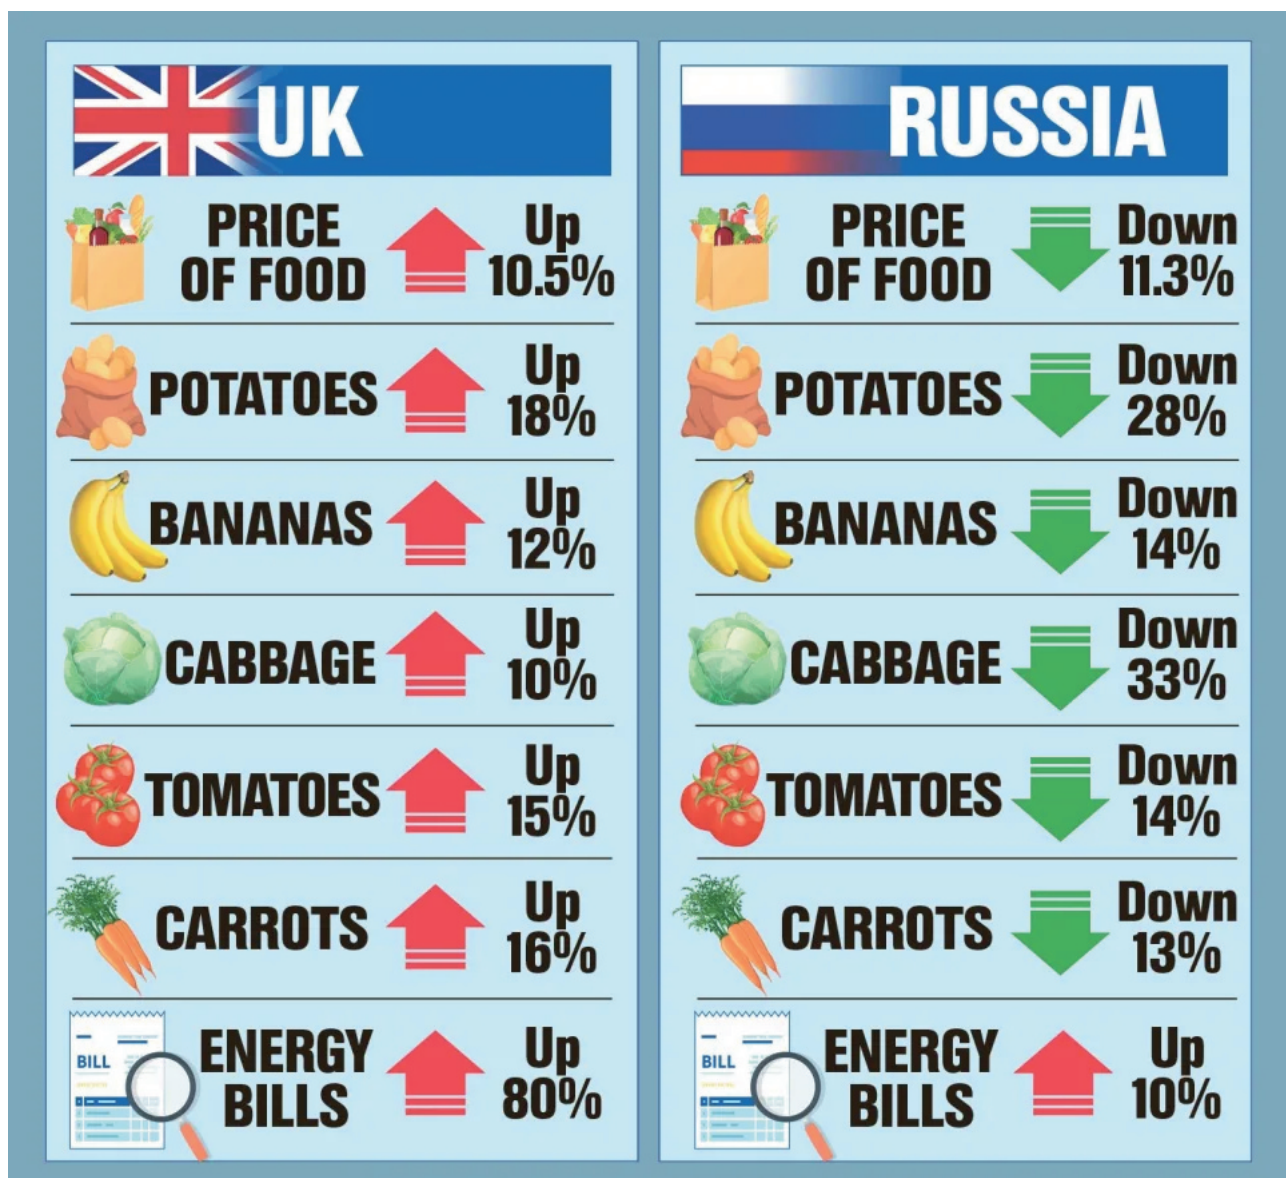 UK
PRICE
OF FOOD
Up
10.5%
POTATOES
Up
18%
BANANAS
Up
12%
CABBAGE
Up
10%
TOMATOES
Up
15%
CARROTS
Up
16%
BILL
ENERGY
BILLS
Up
80%
RUSSIA
PRICE
OF FOOD
Down
11.3%
POTATOES
Down
28%
BANANAS
Down
14%
CABBAGE
Down
33%
TOMATOES
Down
14%
CARROTS
Down
13%
BILL
ENERGY
BILLS
Up
10%